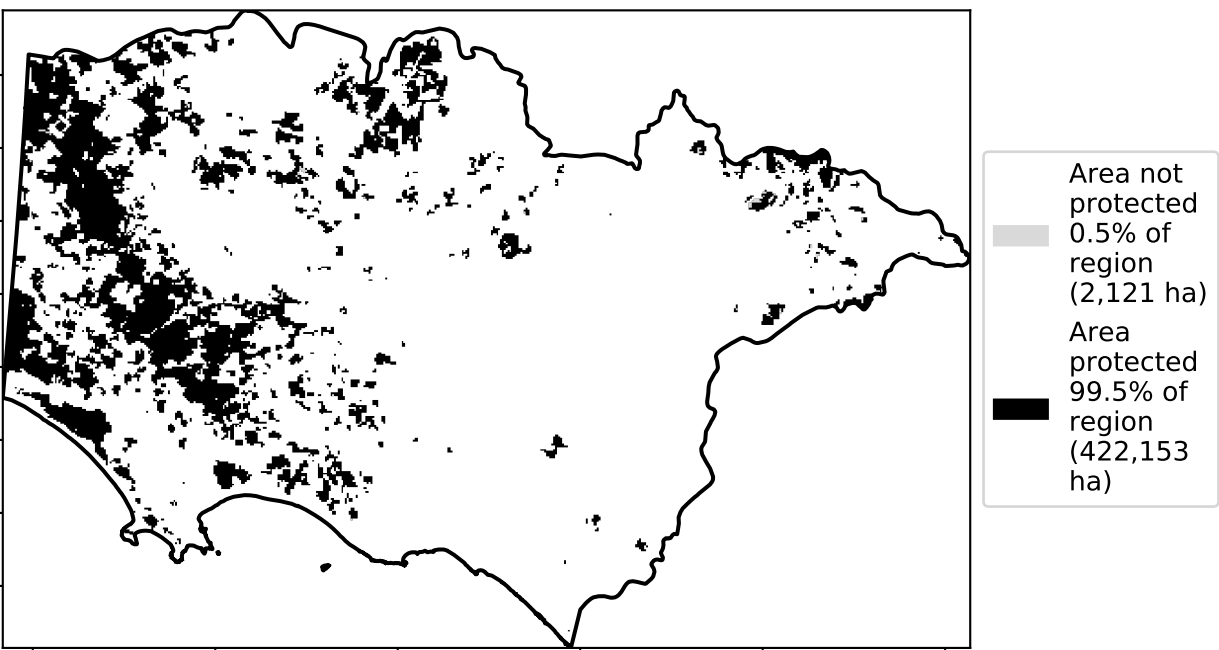 Area not
protected
0.5% of
region
(2,121 ha)
Area
protected
99.5% of
region
(422,153
ha)